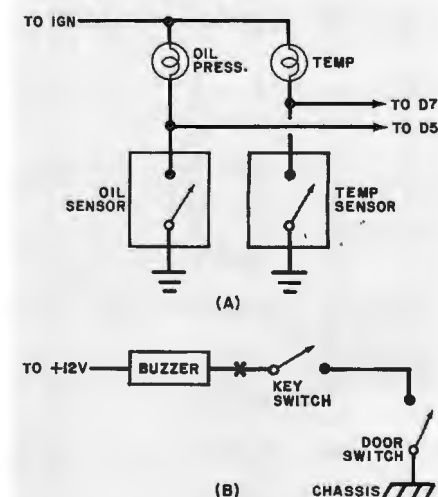 TO IGN
OIL
PRESS.
TEMP
TO D7
TO D5
OIL
SENSOR
TEMP
SENSOR
(A)
TO +12V
BUZZER
KEY
SWITCH
DOOR
SWITCH
CHASSIS
(B)